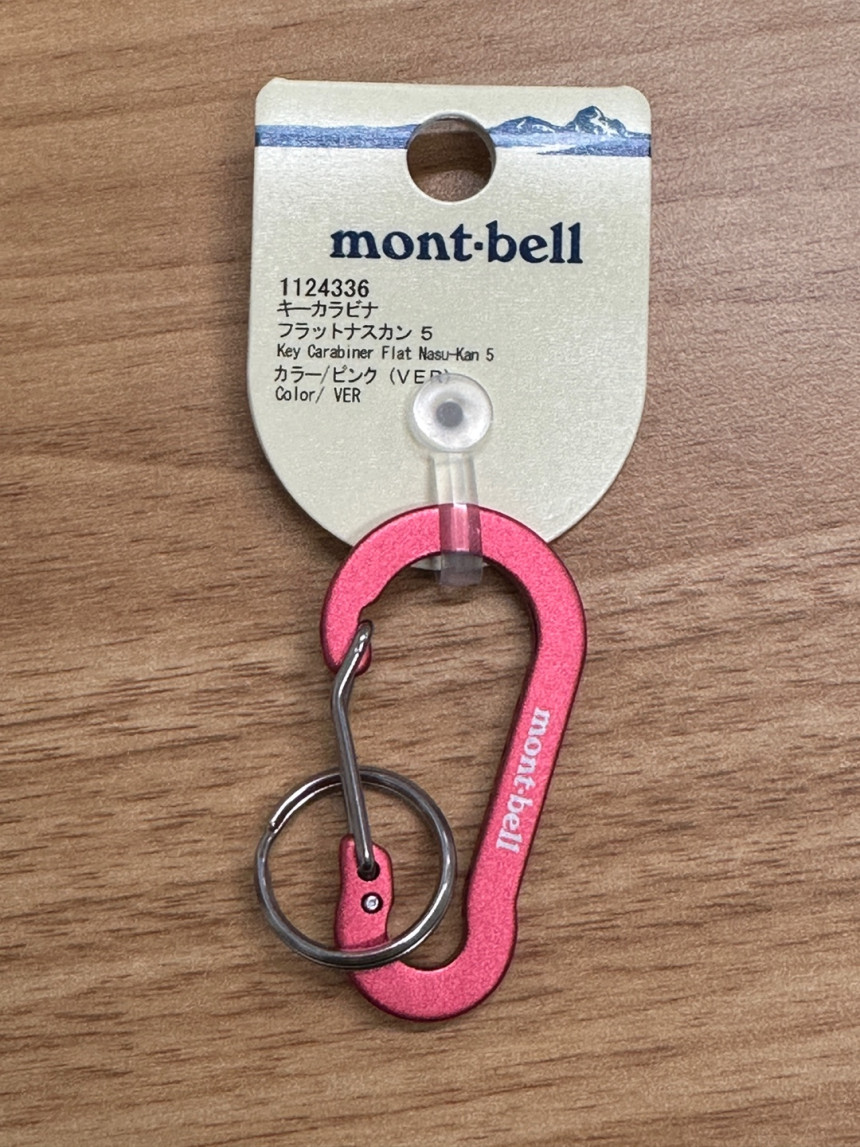 mont·bell
1124336
キーカラビナ
フラットナスカン 5
Key Carabiner Flat Nasu-Kan 5
カラー/ピンク (VER)
Color/ VER
mont·bell